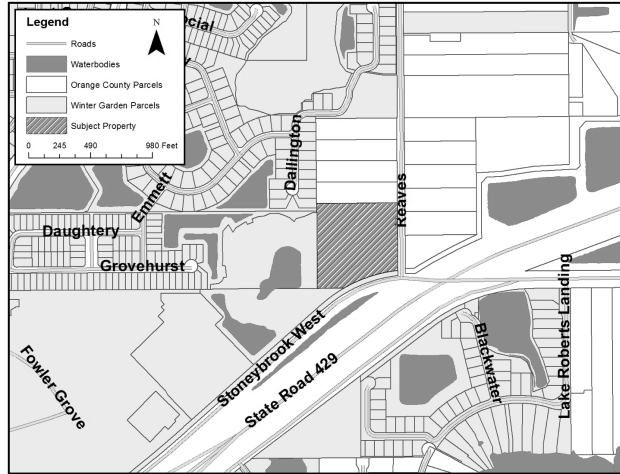 Legend
N
Roads
Waterbodies
Orange County Parcels
Winter Garden Parcels
Subject Property
0 245 490 980 Feet
Dallington
Emmett
Reaves
Daughtery
Grovehurst
Stoneybrook West
State Road 429
Fowler Grove
Blackwater
Lake Roberts Landing